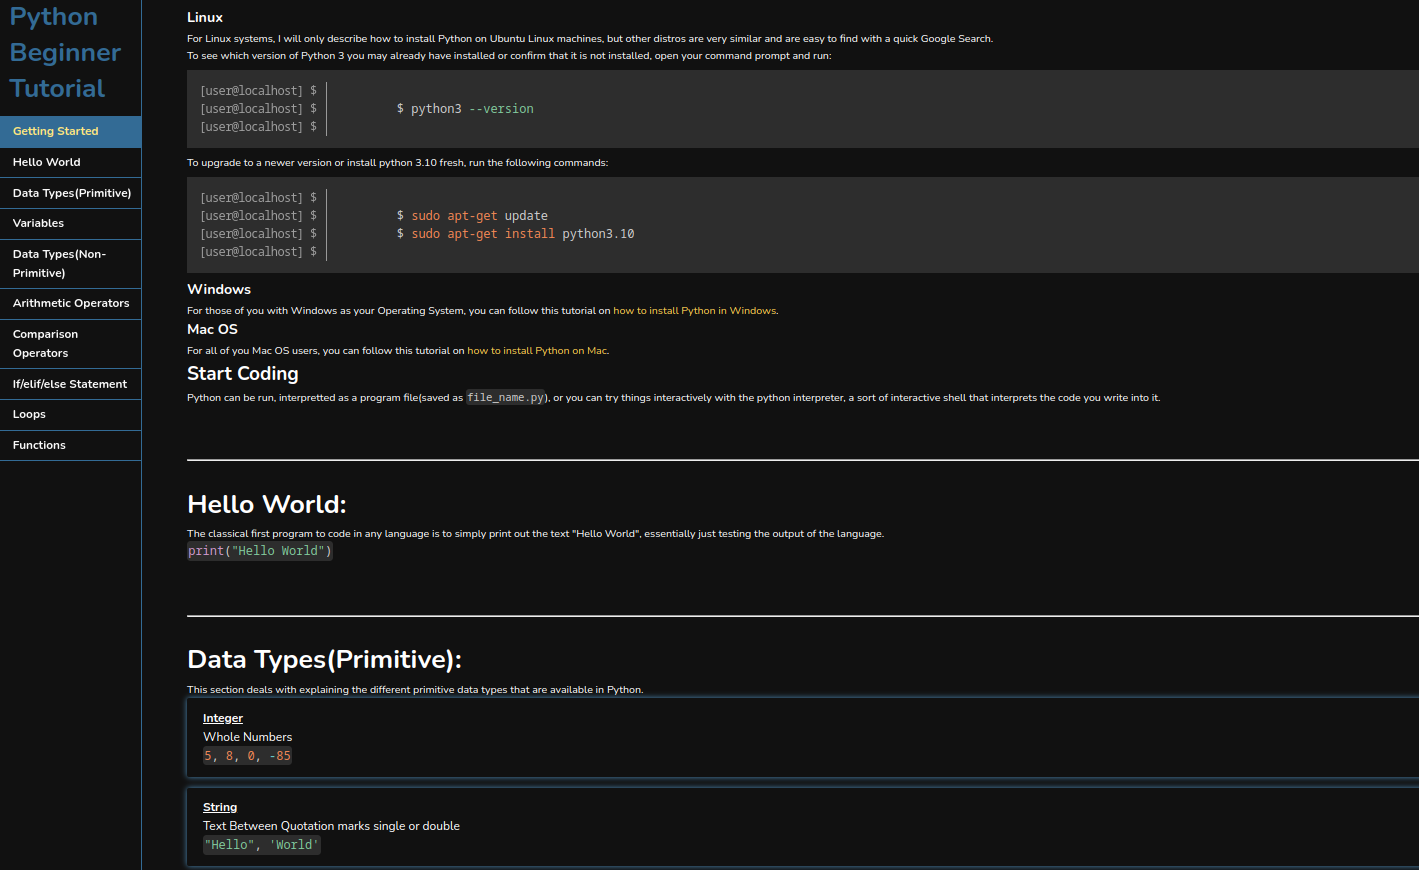 Python
Beginner
Tutorial
Getting Started
Hello World
Data Types(Primitive)
Variables
Data Types(Non-
Primitive)
Arithmetic Operators
Comparison
Operators
If/elif/else Statement
Loops
Functions
Linux
For Linux systems, I will only describe how to install Python on Ubuntu Linux machines, but other distros are very similar and are easy to find with a quick Google Search.
To see which version of Python 3 you may already have installed or confirm that it is not installed, open your command prompt and run:
[user@localhost] $
[user@localhost] $ $ python3 --version
[user@localhost] $
To upgrade to a newer version or install python 3.10 fresh, run the following commands:
[user@localhost] $
[user@localhost] $ $ sudo apt-get update
[user@localhost] $ $ sudo apt-get install python3.10
[user@localhost] $
Windows
For those of you with Windows as your Operating System, you can follow this tutorial on how to install Python in Windows.
Mac OS
For all of you Mac OS users, you can follow this tutorial on how to install Python on Mac.
Start Coding
Python can be run, interpretted as a program file(saved as file_name.py), or you can try things interactively with the python interpreter, a sort of interactive shell that interprets the code you write into it.
Hello World:
The classical first program to code in any language is to simply print out the text "Hello World", essentially just testing the output of the language.
print("Hello World")
Data Types(Primitive):
This section deals with explaining the different primitive data types that are available in Python.
Integer
Whole Numbers
5, 8, 0, -85
String
Text Between Quotation marks single or double
"Hello", 'World'